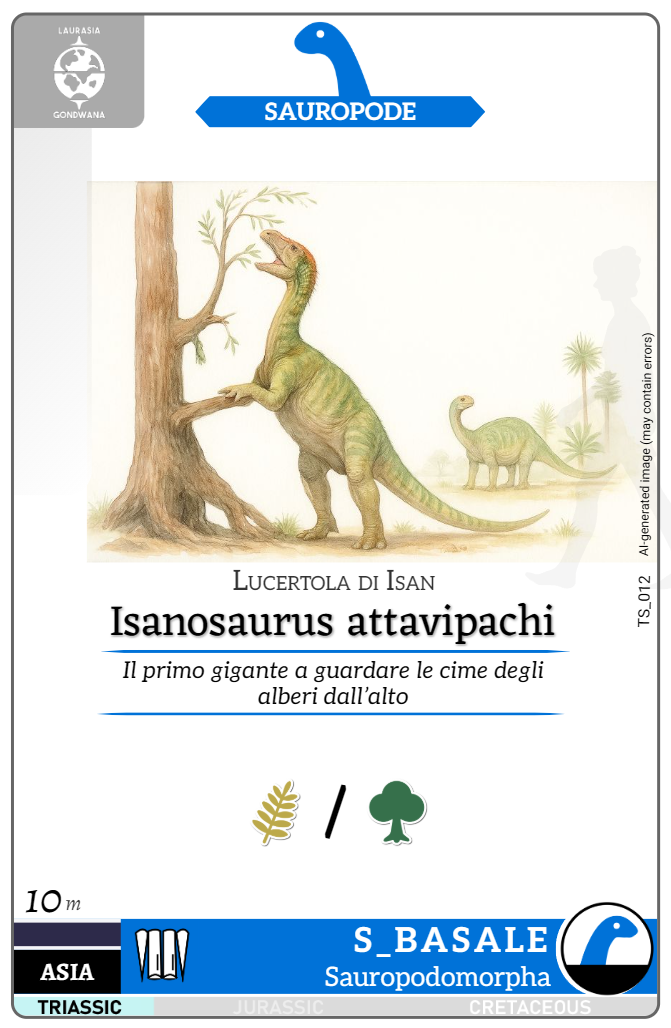 LAURASIA
GONDWANA
SAUROPODE
AI-generated image (may contain errors)
TS_012
Lucertola di Isan
Isanosaurus attavipachi
Il primo gigante a guardare le cime degli
alberi dall'alto
/
10 m
ASIA
S_BASALE
Sauropodomorpha
TRIASSIC JURASSIC CRETACEOUS